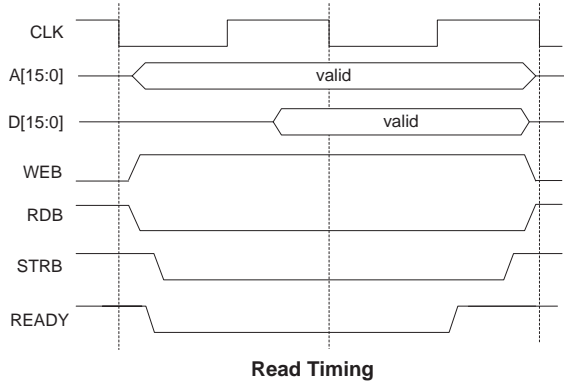 CLK
A[15:0]
valid
D[15:0]
valid
WEB
RDB
STRB
READY
Read Timing